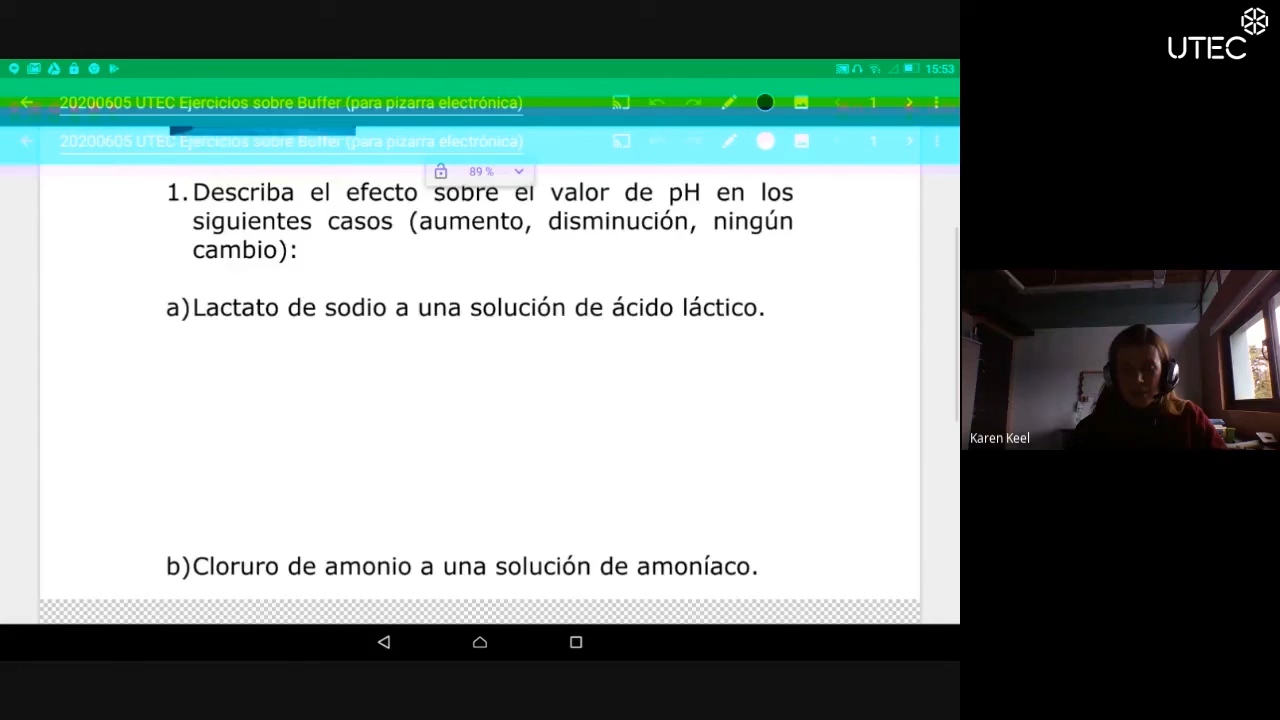 UTEC
15:53
20200605 UTEC Ejercicios sobre Buffer (para pizarra electrónica)
1
20200605 UTEC Ejercicios sobre Buffer (para pizarra electrónica)
1
89 %
1. Describa el efecto sobre el valor de pH en los
siguientes casos (aumento, disminución, ningún
cambio):
a) Lactato de sodio a una solución de ácido láctico.
Karen Keel
b) Cloruro de amonio a una solución de amoníaco.